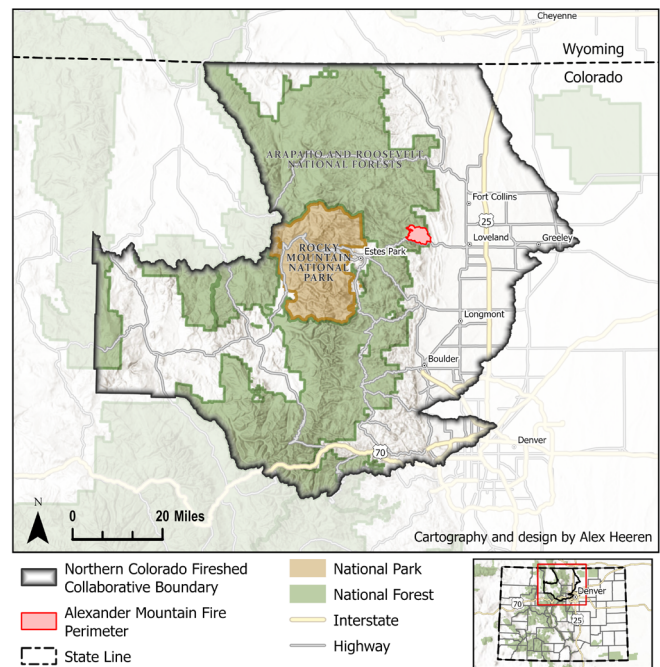 Cheyenne
Wyoming
Colorado
ARAPAHO AND ROOSEVELT
NATIONAL FORESTS
Fort Collins
25
Loveland
Greeley
Estes Park
ROCKY
MOUNTAIN
NATIONAL
PARK
Longmont
Boulder
70
Denver
N
0 20 Miles
Cartography and design by Alex Heeren
Northern Colorado Fireshed
Collaborative Boundary
Alexander Mountain Fire
Perimeter
State Line
National Park
National Forest
Interstate
Highway
70
Denver
25